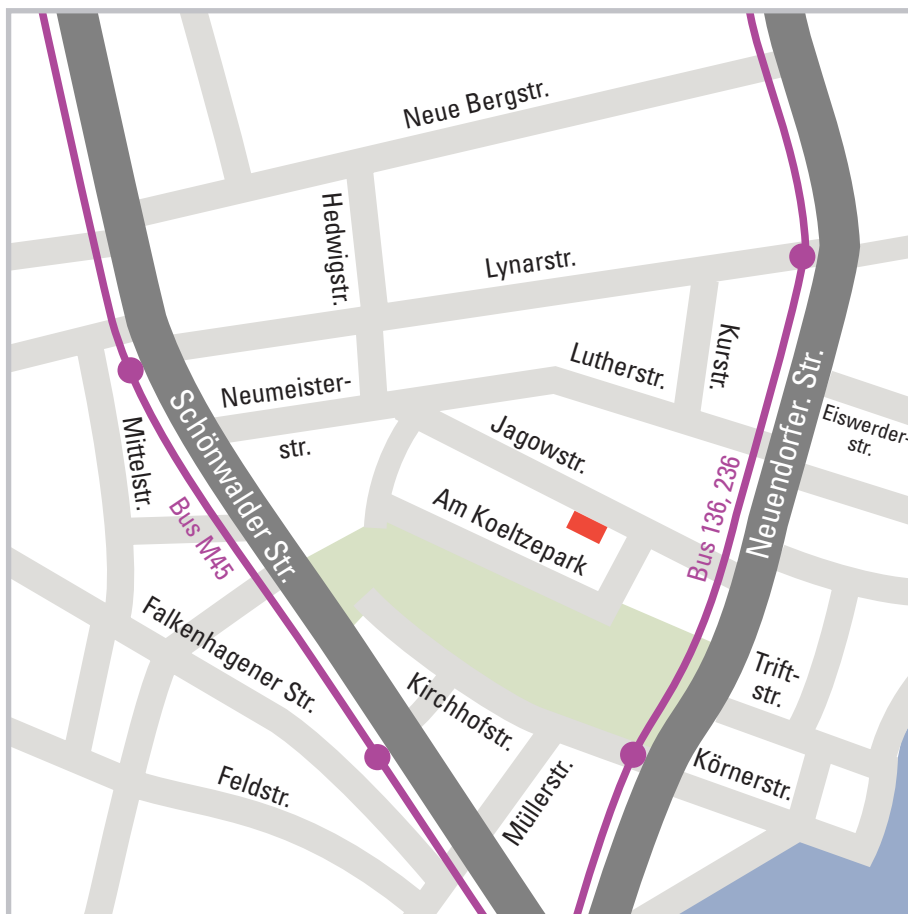 Neue Bergstr.
Hedwigstr.
Lynarstr.
Kurstr.
Lutherstr.
Neumeister-
str.
Schönwalder Str.
Mittelstr.
Bus M45
Jagowstr.
Am Koeltzepark
Bus 136, 236
Neuendorfer. Str.
Eiswerder-
str.
Falkenhagener Str.
Feldstr.
Kirchhofstr.
Müllerstr.
Trift-
str.
Körnerstr.